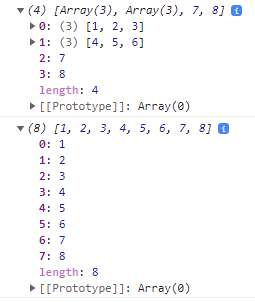 ▼(4) [Array(3), Array(3), 7, 8] i
▶0: (3) [1, 2, 3]
▶1: (3) [4, 5, 6]
2: 7
3: 8
length: 4
▶[[Prototype]]: Array(0)
▼(8) [1, 2, 3, 4, 5, 6, 7, 8] i
0: 1
1: 2
2: 3
3: 4
4: 5
5: 6
6: 7
7: 8
length: 8
▶[[Prototype]]: Array(0)